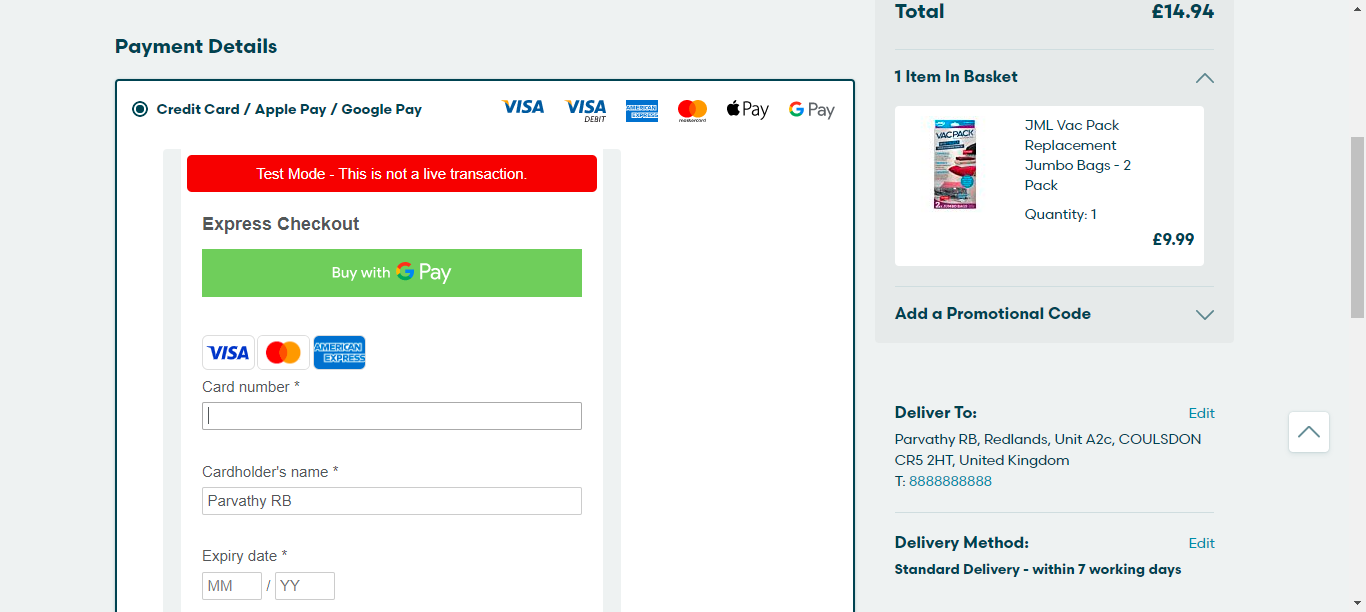 Total £14.94
Payment Details
Credit Card / Apple Pay / Google Pay
VISA VISA DEBIT AMERICAN EXPRESS mastercard Pay G Pay
Test Mode - This is not a live transaction.
Express Checkout
Buy with G Pay
VISA AMERICAN EXPRESS
Card number *
Cardholder's name *
Parvathy RB
Expiry date *
MM / YY
1 Item In Basket
VAC PACK
JML Vac Pack
Replacement
Jumbo Bags - 2
Pack
Quantity: 1
£9.99
Add a Promotional Code
Deliver To: Edit
Parvathy RB, Redlands, Unit A2c, COULSDON
CR5 2HT, United Kingdom
T: 8888888888
Delivery Method: Edit
Standard Delivery - within 7 working days